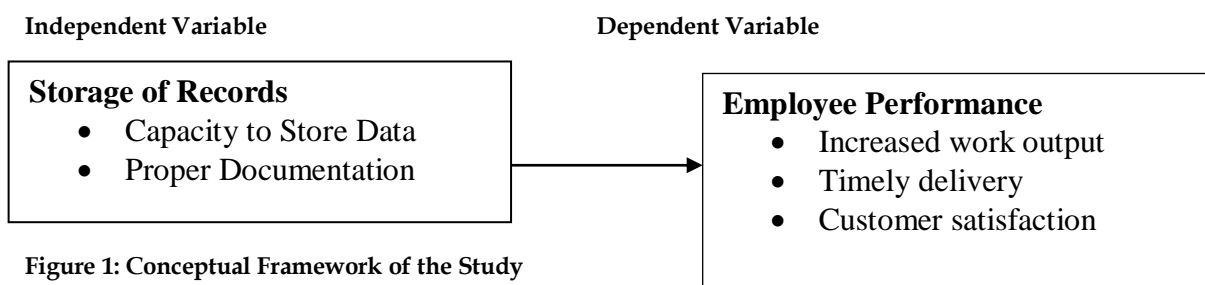 Independent Variable
Dependent Variable
Storage of Records
• Capacity to Store Data
• Proper Documentation
Employee Performance
• Increased work output
• Timely delivery
• Customer satisfaction
Figure 1: Conceptual Framework of the Study